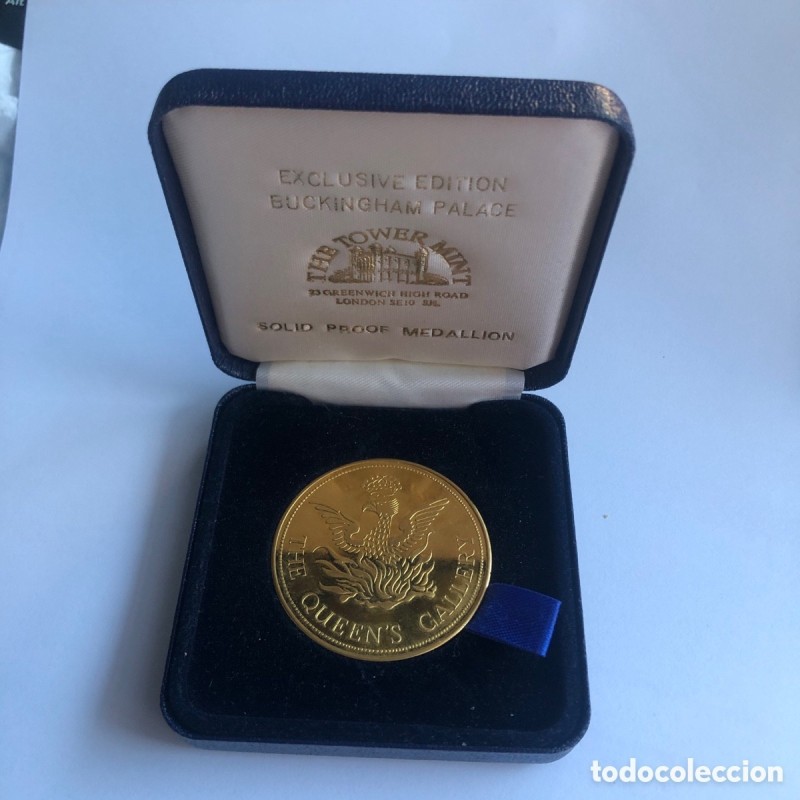 EXCLUSIVE EDITION
BUCKINGHAM PALACE
THE TOWER MINT
23 GREENWICH HIGH ROAD
LONDON SE10
SOLID PROOF MEDALLION
THE QUEEN'S GALLERY
todocoleccion